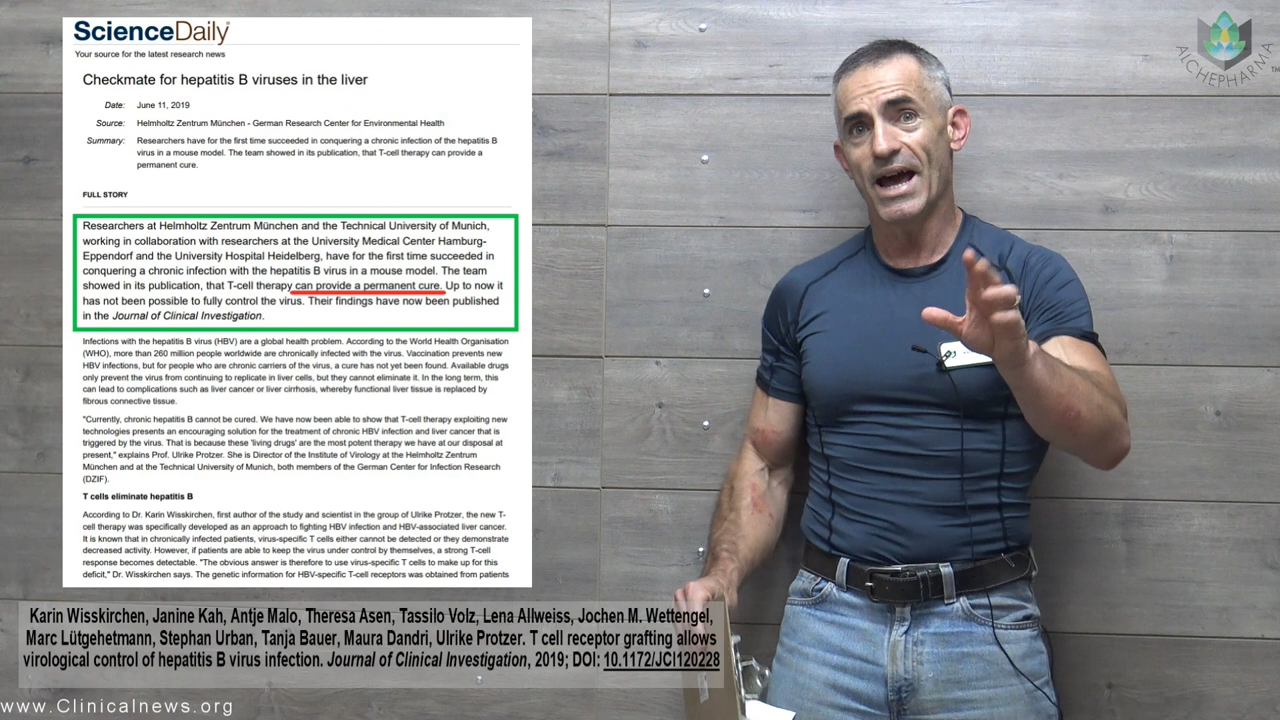 ScienceDaily®
Your source for the latest research news
Checkmate for hepatitis B viruses in the liver
Date: June 11, 2019
Source: Helmholtz Zentrum München - German Research Center for Environmental Health
Summary: Researchers have for the first time succeeded in conquering a chronic infection of the hepatitis B
virus in a mouse model. The team showed in its publication, that T-cell therapy can provide a
permanent cure.
FULL STORY
Researchers at Helmholtz Zentrum München and the Technical University of Munich,
working in collaboration with researchers at the University Medical Center Hamburg-
Eppendorf and the University Hospital Heidelberg, have for the first time succeeded in
conquering a chronic infection with the hepatitis B virus in a mouse model. The team
showed in its publication, that T-cell therapy can provide a permanent cure. Up to now it
has not been possible to fully control the virus. Their findings have now been published
in the Journal of Clinical Investigation.
Infections with the hepatitis B virus (HBV) are a global health problem. According to the World Health Organisation
(WHO), more than 260 million people worldwide are chronically infected with the virus. Vaccination prevents new
HBV infections, but for people who are chronic carriers of the virus, a cure has not yet been found. Available drugs
only prevent the virus from continuing to replicate in liver cells, but they cannot eliminate it. In the long term, this
can lead to complications such as liver cancer or liver cirrhosis, whereby functional liver tissue is replaced by
fibrous connective tissue.
"Currently, chronic hepatitis B cannot be cured. We have now been able to show that T-cell therapy exploiting new
technologies presents an encouraging solution for the treatment of chronic HBV infection and liver cancer that is
triggered by the virus. That is because these 'living drugs' are the most potent therapy we have at our disposal at
present," explains Prof. Ulrike Protzer. She is Director of the Institute of Virology at the Helmholtz Zentrum
München and at the Technical University of Munich, both members of the German Center for Infection Research
(DZIF).
T cells eliminate hepatitis B
According to Dr. Karin Wisskirchen, first author of the study and scientist in the group of Ulrike Protzer, the new T-
cell therapy was specifically developed as an approach to fighting HBV infection and HBV-associated liver cancer.
It is known that in chronically infected patients, virus-specific T cells either cannot be detected or they demonstrate
decreased activity. However, if patients are able to keep the virus under control by themselves, a strong T-cell
response becomes detectable. "The obvious answer is therefore to use virus-specific T cells to make up for this
deficit," Dr. Wisskirchen says. The genetic information for HBV-specific T-cell receptors was obtained from patients
Karin Wisskirchen, Janine Kah, Antje Malo, Theresa Asen, Tassilo Volz, Lena Allweiss, Jochen M. Wettengel,
Marc Lütgehetmann, Stephan Urban, Tanja Bauer, Maura Dandri, Ulrike Protzer. T cell receptor grafting allows
virological control of hepatitis B virus infection. Journal of Clinical Investigation, 2019; DOI: 10.1172/JCI120228
www.Clinicalnews.org
ALCHEPHARMA™